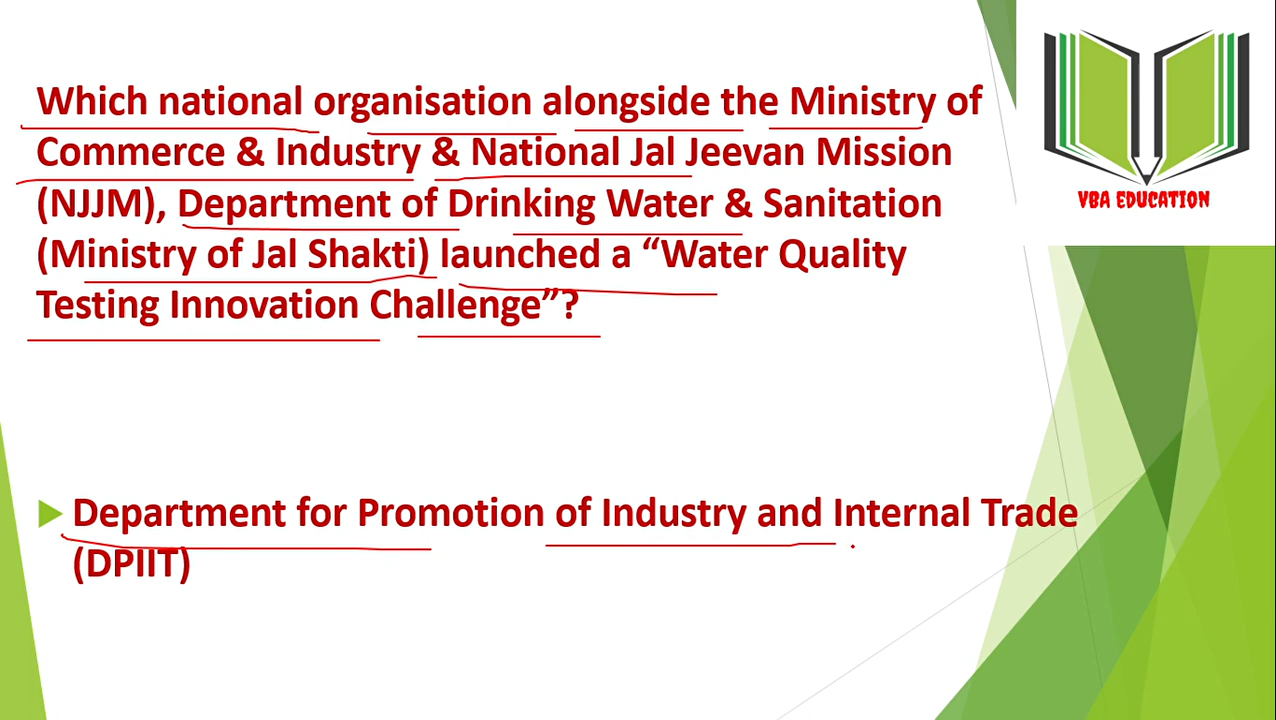 Which national organisation alongside the Ministry of
Commerce & Industry & National Jal Jeevan Mission
(NJJM), Department of Drinking Water & Sanitation
(Ministry of Jal Shakti) launched a “Water Quality
Testing Innovation Challenge”?
VBA EDUCATION
Department for Promotion of Industry and Internal Trade
(DPIIT)